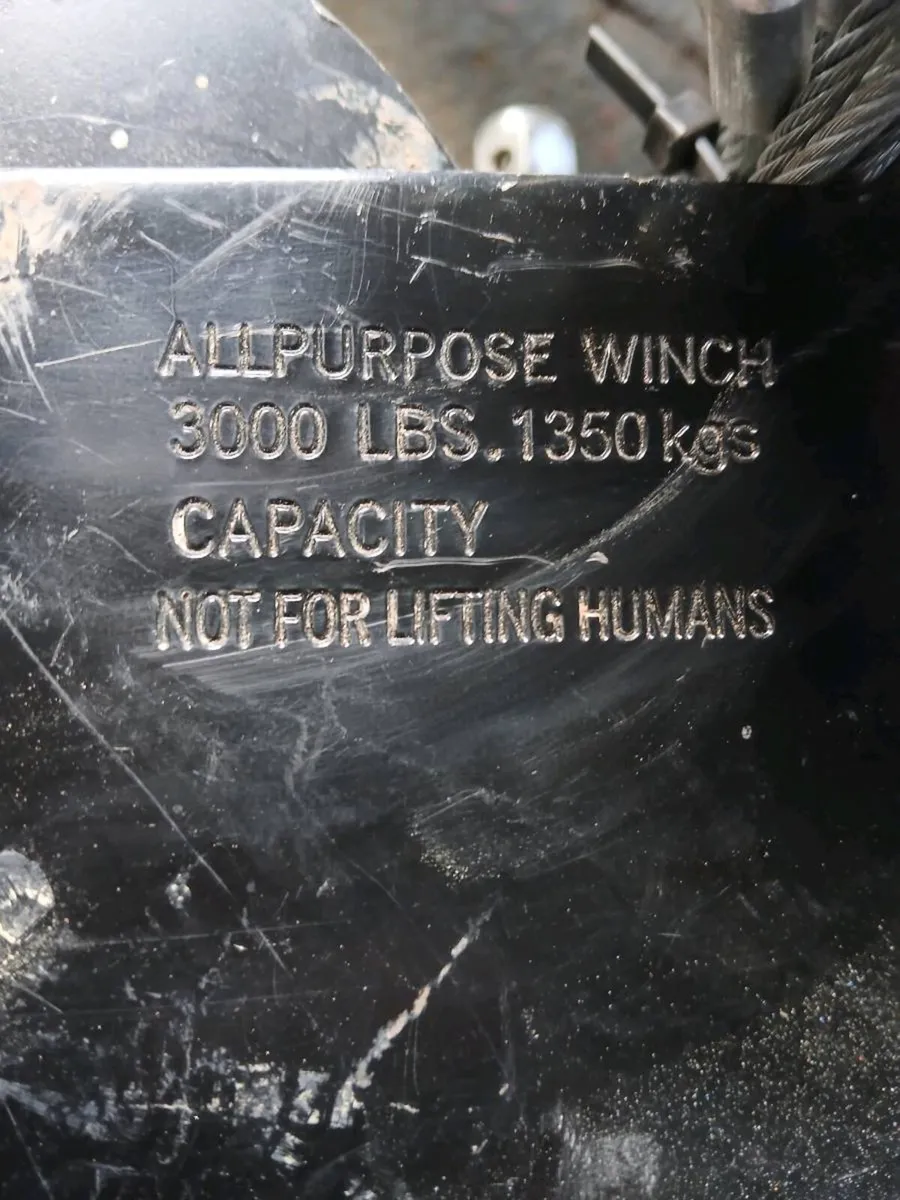 ALLPURPOSE WINCH
3000 LBS. 1350 kgs
CAPACITY
NOT FOR LIFTING HUMANS